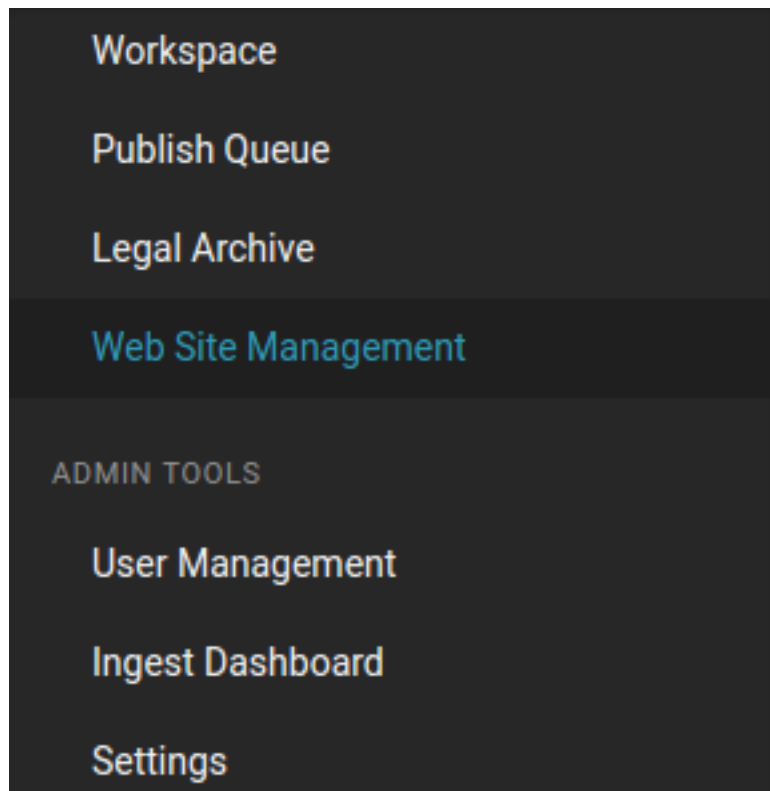 Workspace
Publish Queue
Legal Archive
Web Site Management
ADMIN TOOLS
User Management
Ingest Dashboard
Settings